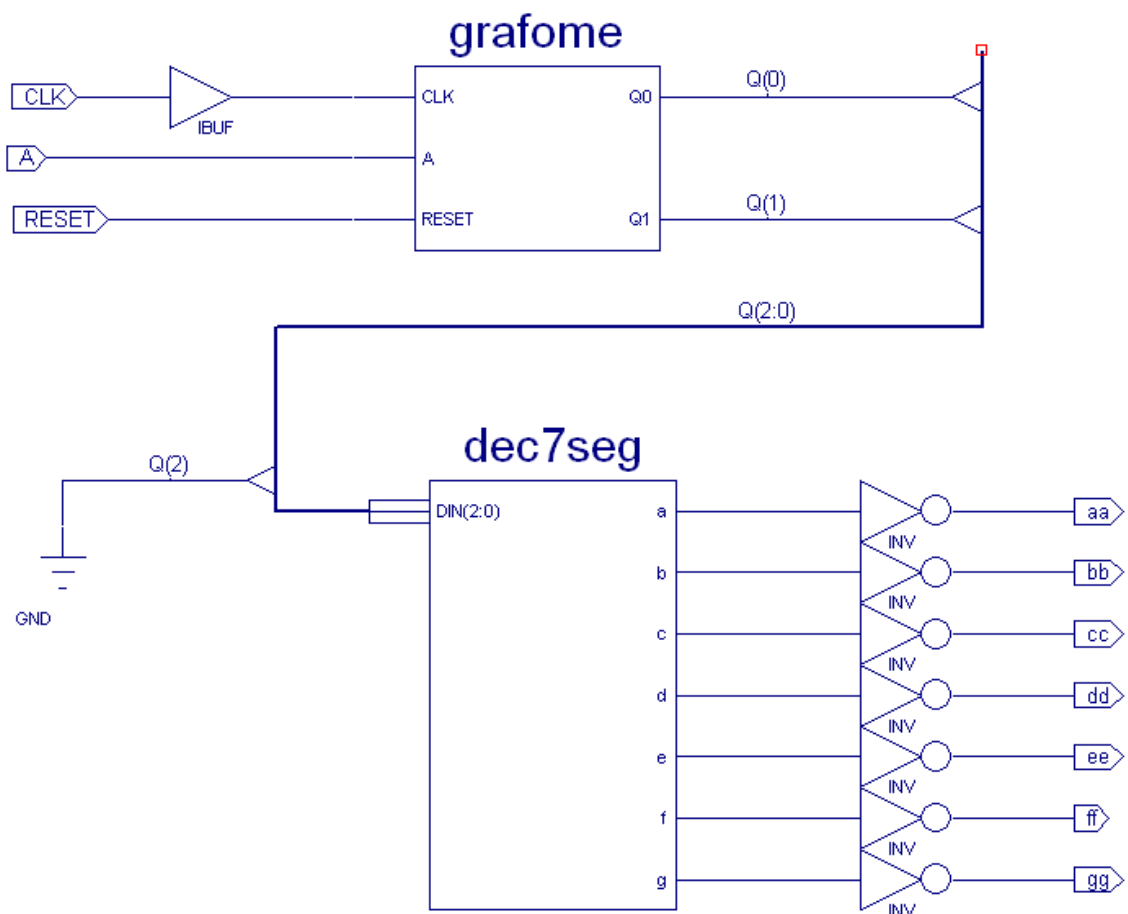 grafome
CLK
IBUF
CLK
Q0
Q(0)
A
A
RESET
RESET
Q1
Q(1)
Q(2:0)
dec7seg
Q(2)
GND
DIN(2:0)
a
INV
aa
b
INV
bb
c
INV
cc
d
INV
dd
e
INV
ee
f
INV
ff
g
INV
gg